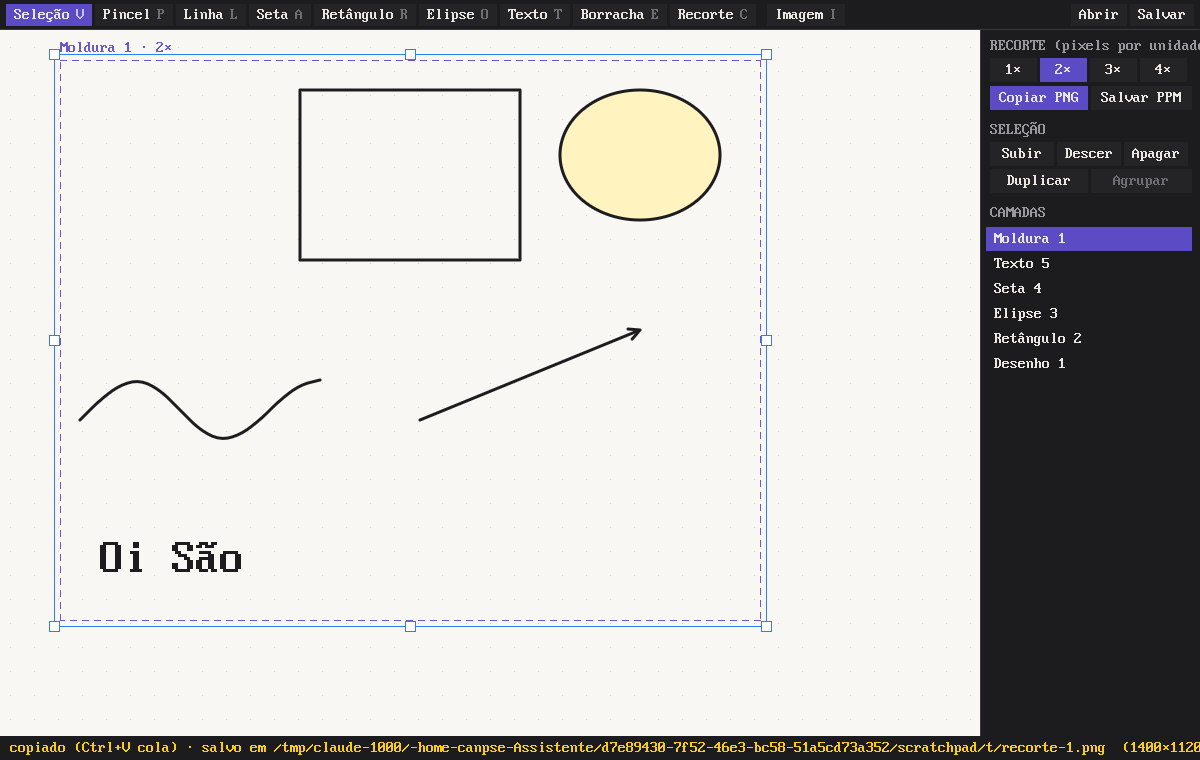 Seleção V Pincel P Linha L Seta A Retângulo R Elipse O Texto T Borracha E Recorte C Imagem I Abrir Salvar
Moldura 1 · 2×
RECORTE (pixels por unidade
1× 2× 3× 4×
Copiar PNG Salvar PPM
SELEÇÃO
Subir Descer Apagar
Duplicar Agrupar
CAMADAS
Moldura 1
Texto 5
Seta 4
Elipse 3
Retângulo 2
Desenho 1
Oi São
copiado (Ctrl+V cola) · salvo em /tmp/claude-1000/-home-canpse-Assistente/d7e89430-7f52-46e3-bc58-51a5cd73a352/scratchpad/t/recorte-1.png (1400×1120